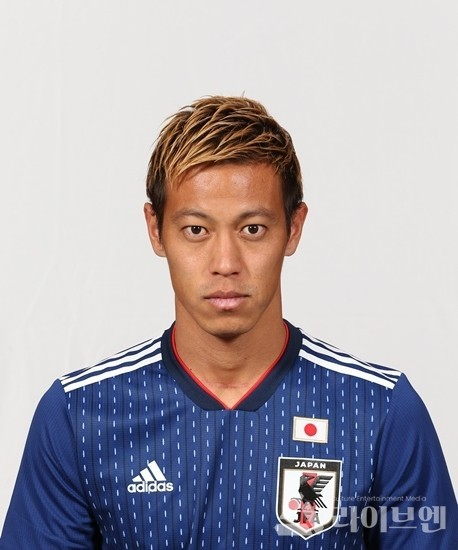 JAPAN
adidas
Future Entertainment Media
라이브엔